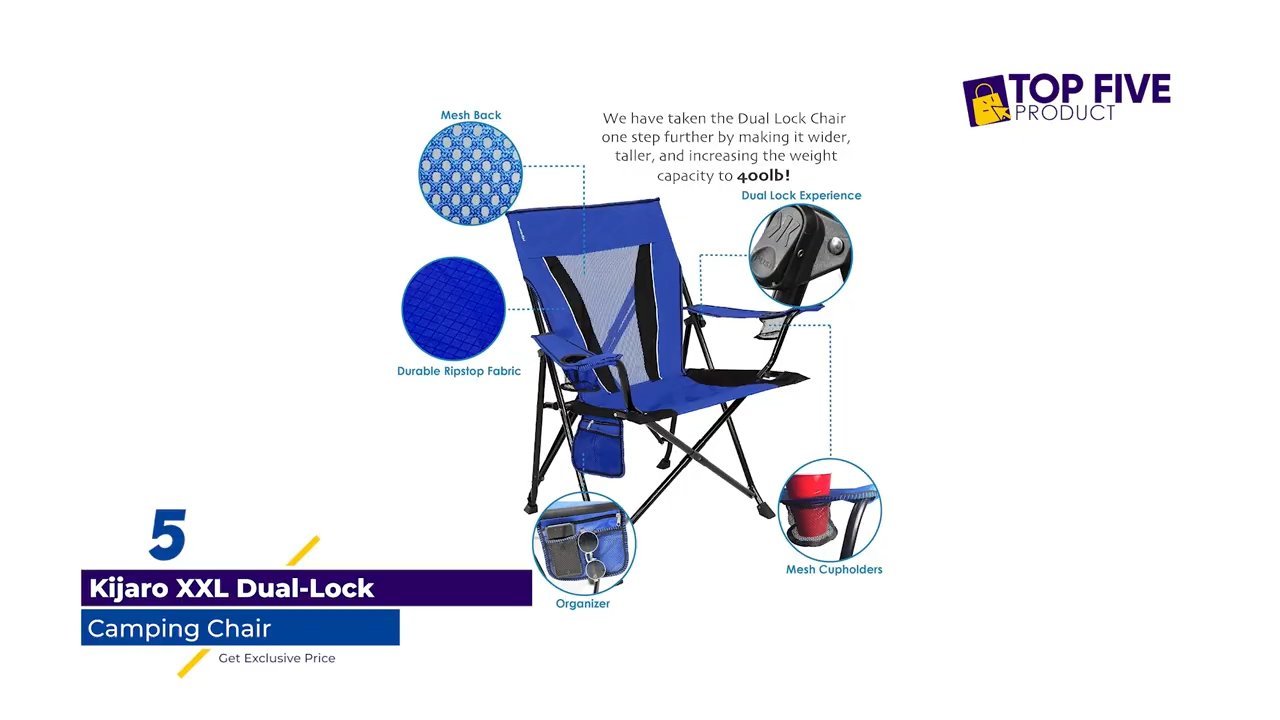 TOP FIVE
PRODUCT
Mesh Back
We have taken the Dual Lock Chair
one step further by making it wider,
taller, and increasing the weight
capacity to 400lb!
Dual Lock Experience
Durable Ripstop Fabric
Mesh Cupholders
Organizer
5
Kijaro XXL Dual-Lock
Camping Chair
Get Exclusive Price